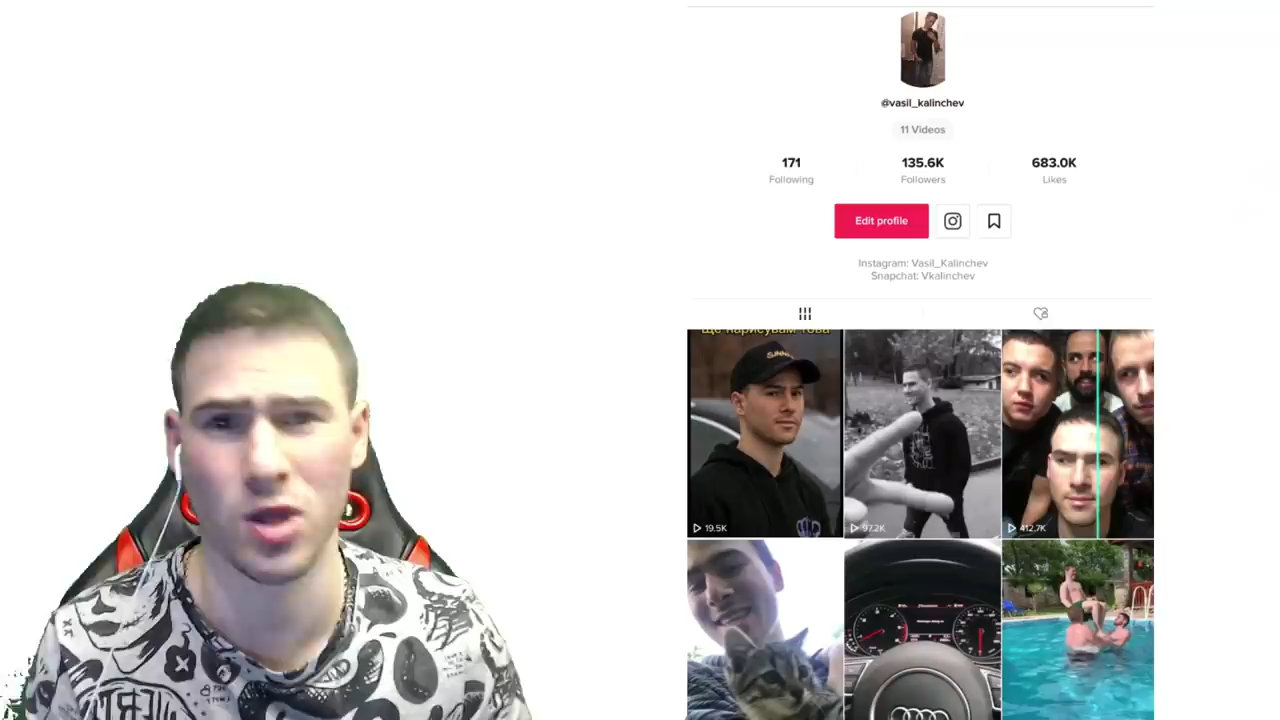 @vasil_kalinchev
11 Videos
171
135.6K
683.0K
Following
Followers
Likes
Edit profile
Instagram: Vasil_Kalinchev
Snapchat: Vkalinchev
Ще нарисувам това
19.5K
97.2K
412.7K